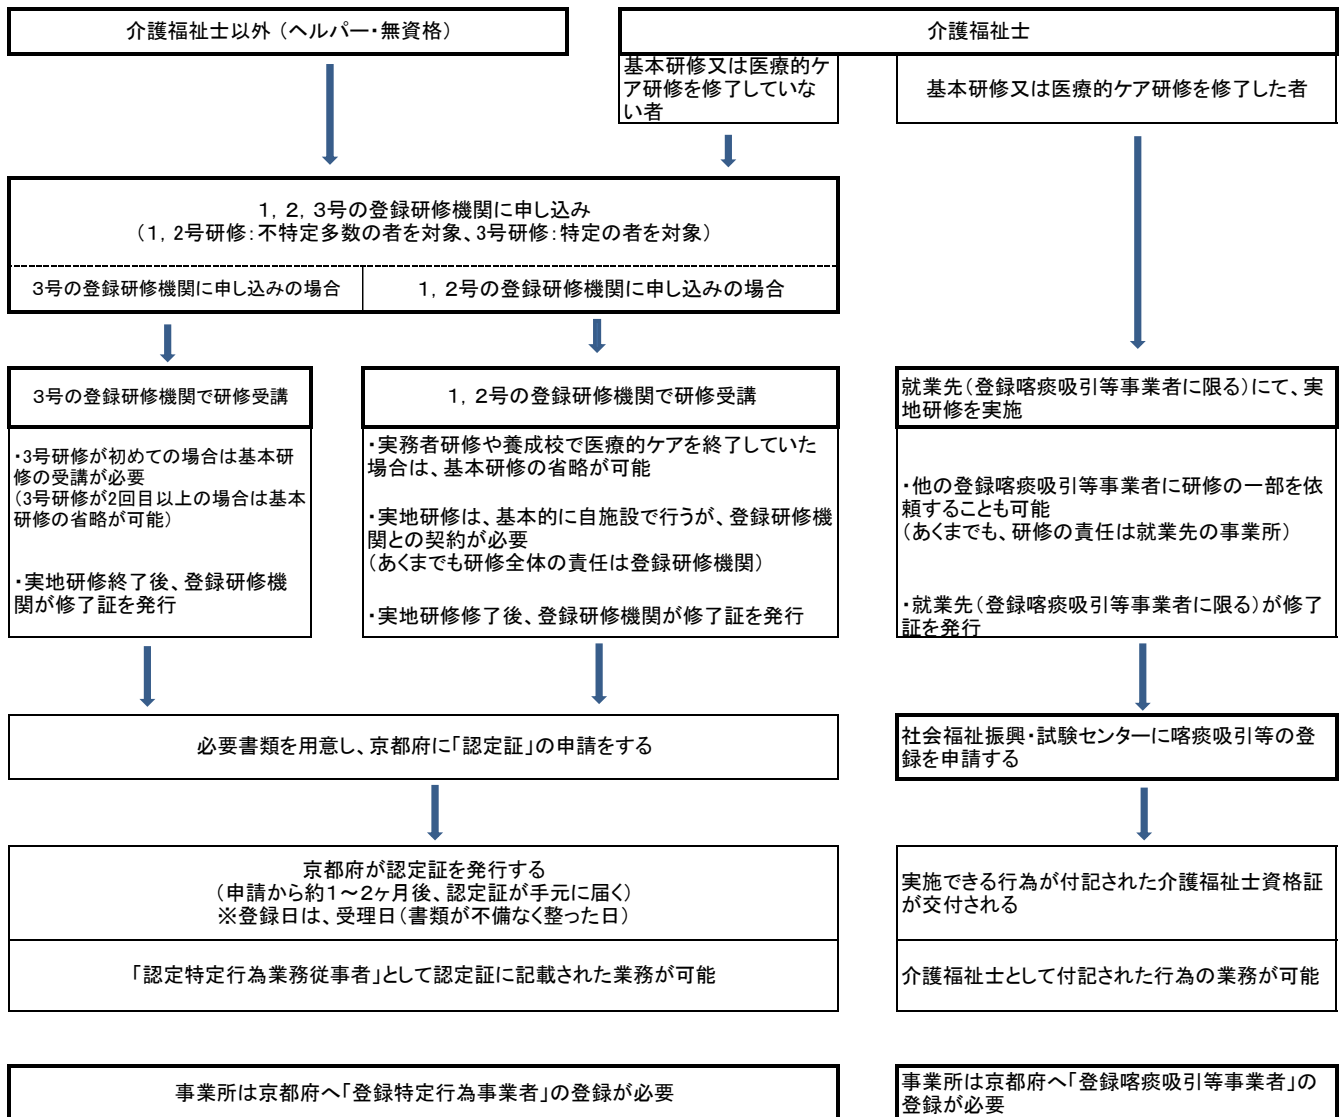 介護福祉士以外（ヘルパー・無資格）
介護福祉士
基本研修又は医療的ケ
ア研修を修了していな
い者
基本研修又は医療的ケア研修を修了した者
１，２，３号の登録研修機関に申し込み
（１，２号研修：不特定多数の者を対象、３号研修：特定の者を対象）
３号の登録研修機関に申し込みの場合
１，２号の登録研修機関に申し込みの場合
３号の登録研修機関で研修受講
・3号研修が初めての場合は基本研
修の受講が必要
（3号研修が2回目以上の場合は基本
研修の省略が可能）
・実地研修終了後、登録研修機
関が修了証を発行
１，２号の登録研修機関で研修受講
・実務者研修や養成校で医療的ケアを終了していた
場合は、基本研修の省略が可能
・実地研修は、基本的に自施設で行うが、登録研修機
関との契約が必要
（あくまでも研修全体の責任は登録研修機関）
・実地研修修了後、登録研修機関が修了証を発行
就業先（登録喀痰吸引等事業者に限る）にて、実
地研修を実施
・他の登録喀痰吸引等事業者に研修の一部を依
頼することも可能
（あくまでも、研修の責任は就業先の事業所）
・就業先（登録喀痰吸引等事業者に限る）が修了
証を発行
必要書類を用意し、京都府に「認定証」の申請をする
社会福祉振興・試験センターに喀痰吸引等の登
録を申請する
京都府が認定証を発行する
（申請から約１～２ヶ月後、認定証が手元に届く）
※登録日は、受理日（書類が不備なく整った日）
「認定特定行為業務従事者」として認定証に記載された業務が可能
実施できる行為が付記された介護福祉士資格証
が交付される
介護福祉士として付記された行為の業務が可能
事業所は京都府へ「登録特定行為事業者」の登録が必要
事業所は京都府へ「登録喀痰吸引等事業者」の
登録が必要